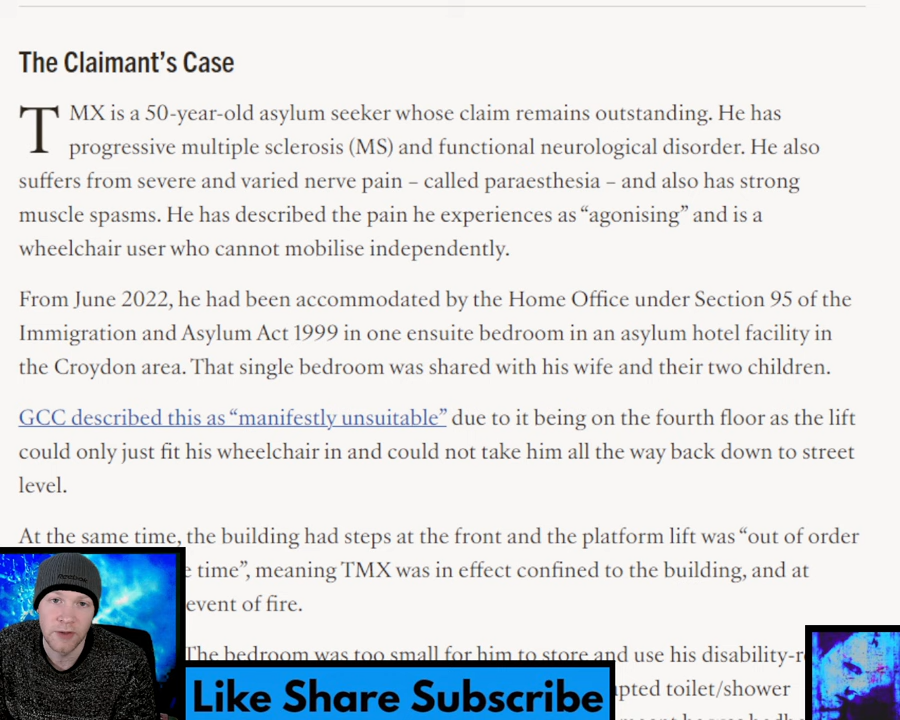 The Claimant's Case
TMX is a 50-year-old asylum seeker whose claim remains outstanding. He has
progressive multiple sclerosis (MS) and functional neurological disorder. He also
suffers from severe and varied nerve pain – called paraesthesia – and also has strong
muscle spasms. He has described the pain he experiences as “agonising” and is a
wheelchair user who cannot mobilise independently.
From June 2022, he had been accommodated by the Home Office under Section 95 of the
Immigration and Asylum Act 1999 in one ensuite bedroom in an asylum hotel facility in
the Croydon area. That single bedroom was shared with his wife and their two children.
GCC described this as “manifestly unsuitable” due to it being on the fourth floor as the lift
could only just fit his wheelchair in and could not take him all the way back down to street
level.
At the same time, the building had steps at the front and the platform lift was “out of order
time”, meaning TMX was in effect confined to the building, and at
event of fire.
The bedroom was too small for him to store and use his disability-
toilet/shower
Like Share Subscribe